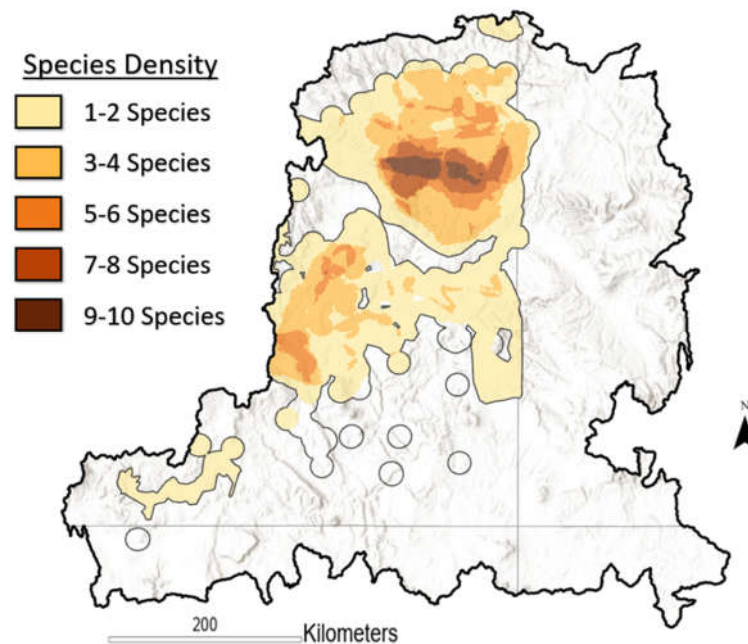 Species Density
1-2 Species
3-4 Species
5-6 Species
7-8 Species
9-10 Species
N
200
Kilometers